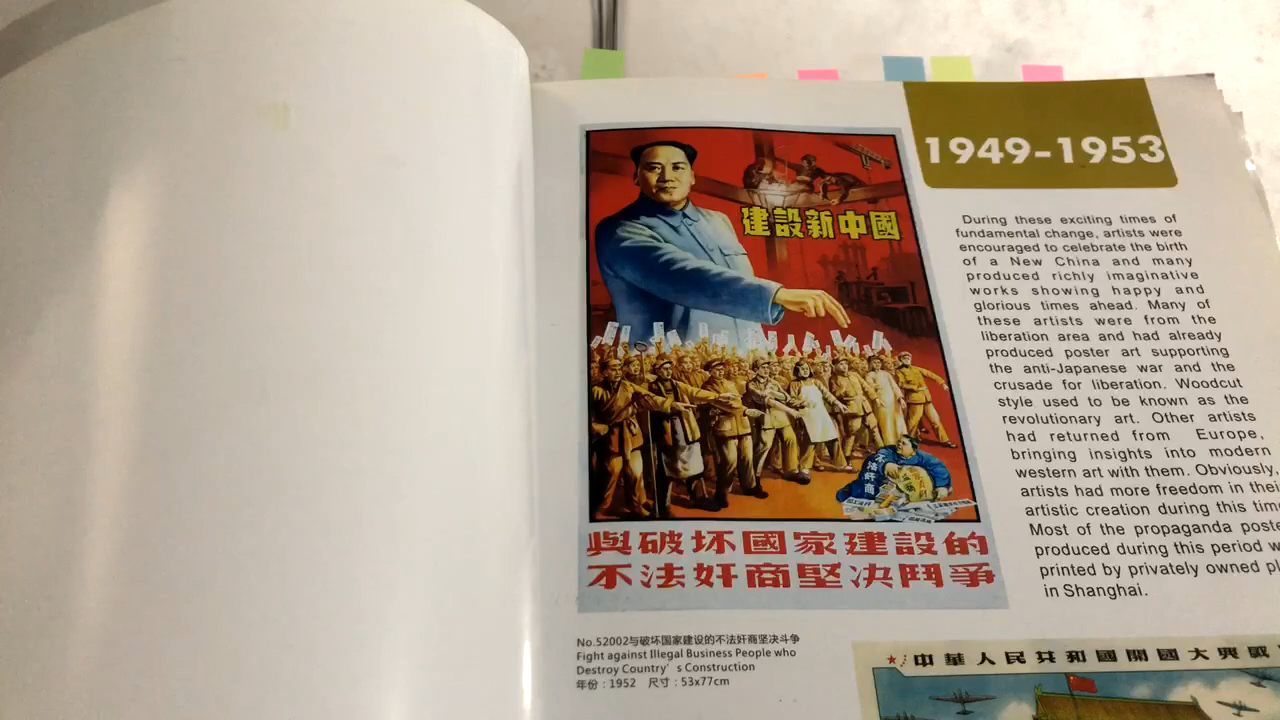 1949-1953
建設新中國
不法奸商
與破坏國家建設的
不法奸商堅决鬥爭
During these exciting times of
fundamental change, artists were
encouraged to celebrate the birth
of a New China and many
produced richly imaginative
works showing happy and
glorious times ahead. Many of
these artists were from the
liberation area and had already
produced poster art supporting
the anti-Japanese war and the
crusade for liberation. Woodcut
style used to be known as the
revolutionary art. Other artists
had returned from Europe,
bringing insights into modern
western art with them. Obviously,
artists had more freedom in thei
artistic creation during this tim
Most of the propaganda post
produced during this period w
printed by privately owned pl
in Shanghai.
No.52002与破坏国家建设的不法奸商坚决斗争
Fight against Illegal Business People who
Destroy Country's Construction
年份：1952 尺寸：53x77cm
中華人民共和國開國大典